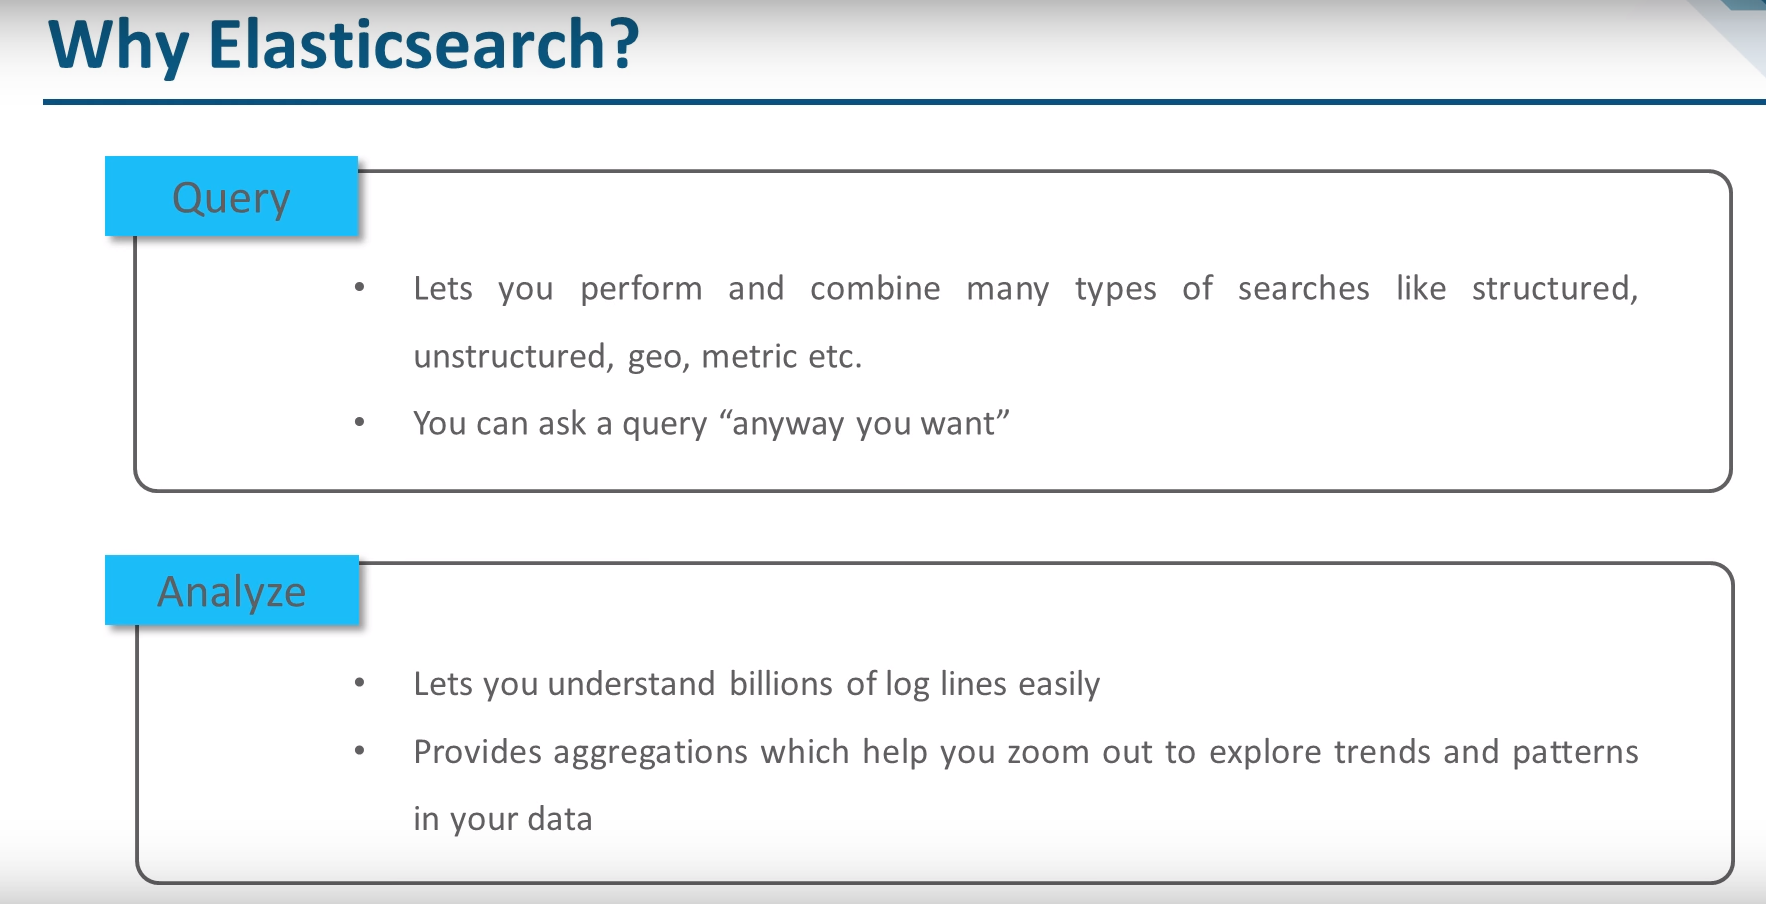 Why Elasticsearch?
Query
• Lets you perform and combine many types of searches like structured,
unstructured, geo, metric etc.
• You can ask a query “anyway you want”
Analyze
• Lets you understand billions of log lines easily
• Provides aggregations which help you zoom out to explore trends and patterns
in your data